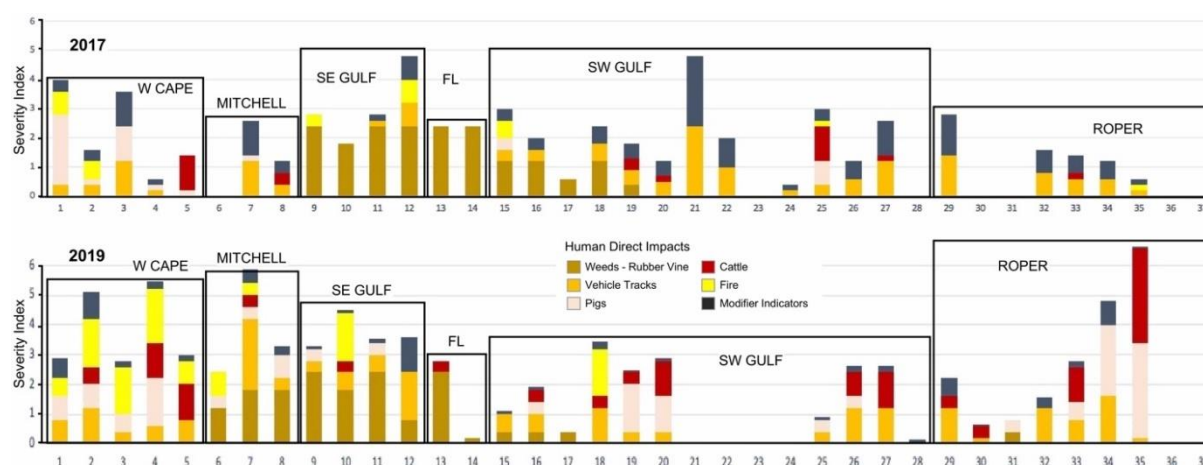 6
5
4
3
2
1
0
Severity Index
2017
W CAPE
MITCHELL
SE GULF
FL
SW GULF
ROPER
1 2 3 4 5 6 7 8 9 10 11 12 13 14 15 16 17 18 19 20 21 22 23 24 25 26 27 28 29 30 31 32 33 34 35 36
6
5
4
3
2
1
0
Severity Index
2019
W CAPE
MITCHELL
SE GULF
FL
SW GULF
ROPER
Human Direct Impacts
Weeds - Rubber Vine
Cattle
Vehicle Tracks
Fire
Pigs
Modifier Indicators
1 2 3 4 5 6 7 8 9 10 11 12 13 14 15 16 17 18 19 20 21 22 23 24 25 26 27 28 29 30 31 32 33 34 35 36